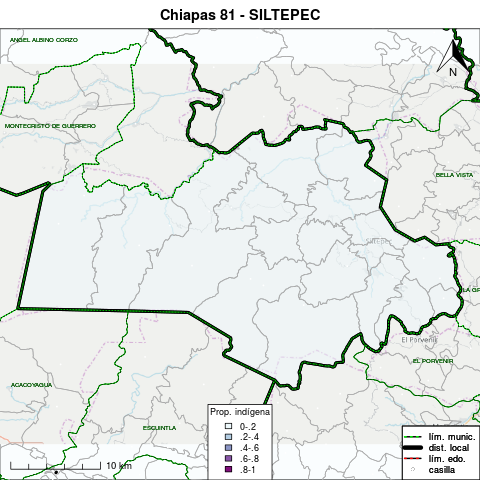 Chiapas 81 - SILTEPEC
ANGEL ALBINO CORZO
N
MONTECRISTO DE GUERRERO
BELLA VISTA
Siltepec
LA GR
El Porvenir
EL PORVENIR
ACACOYAGUA
ESCUINTLA
Prop. indígena
0-.2
.2-.4
.4-.6
.6-.8
.8-1
lím. munic.
dist. local
lím. edo.
casilla
10 km